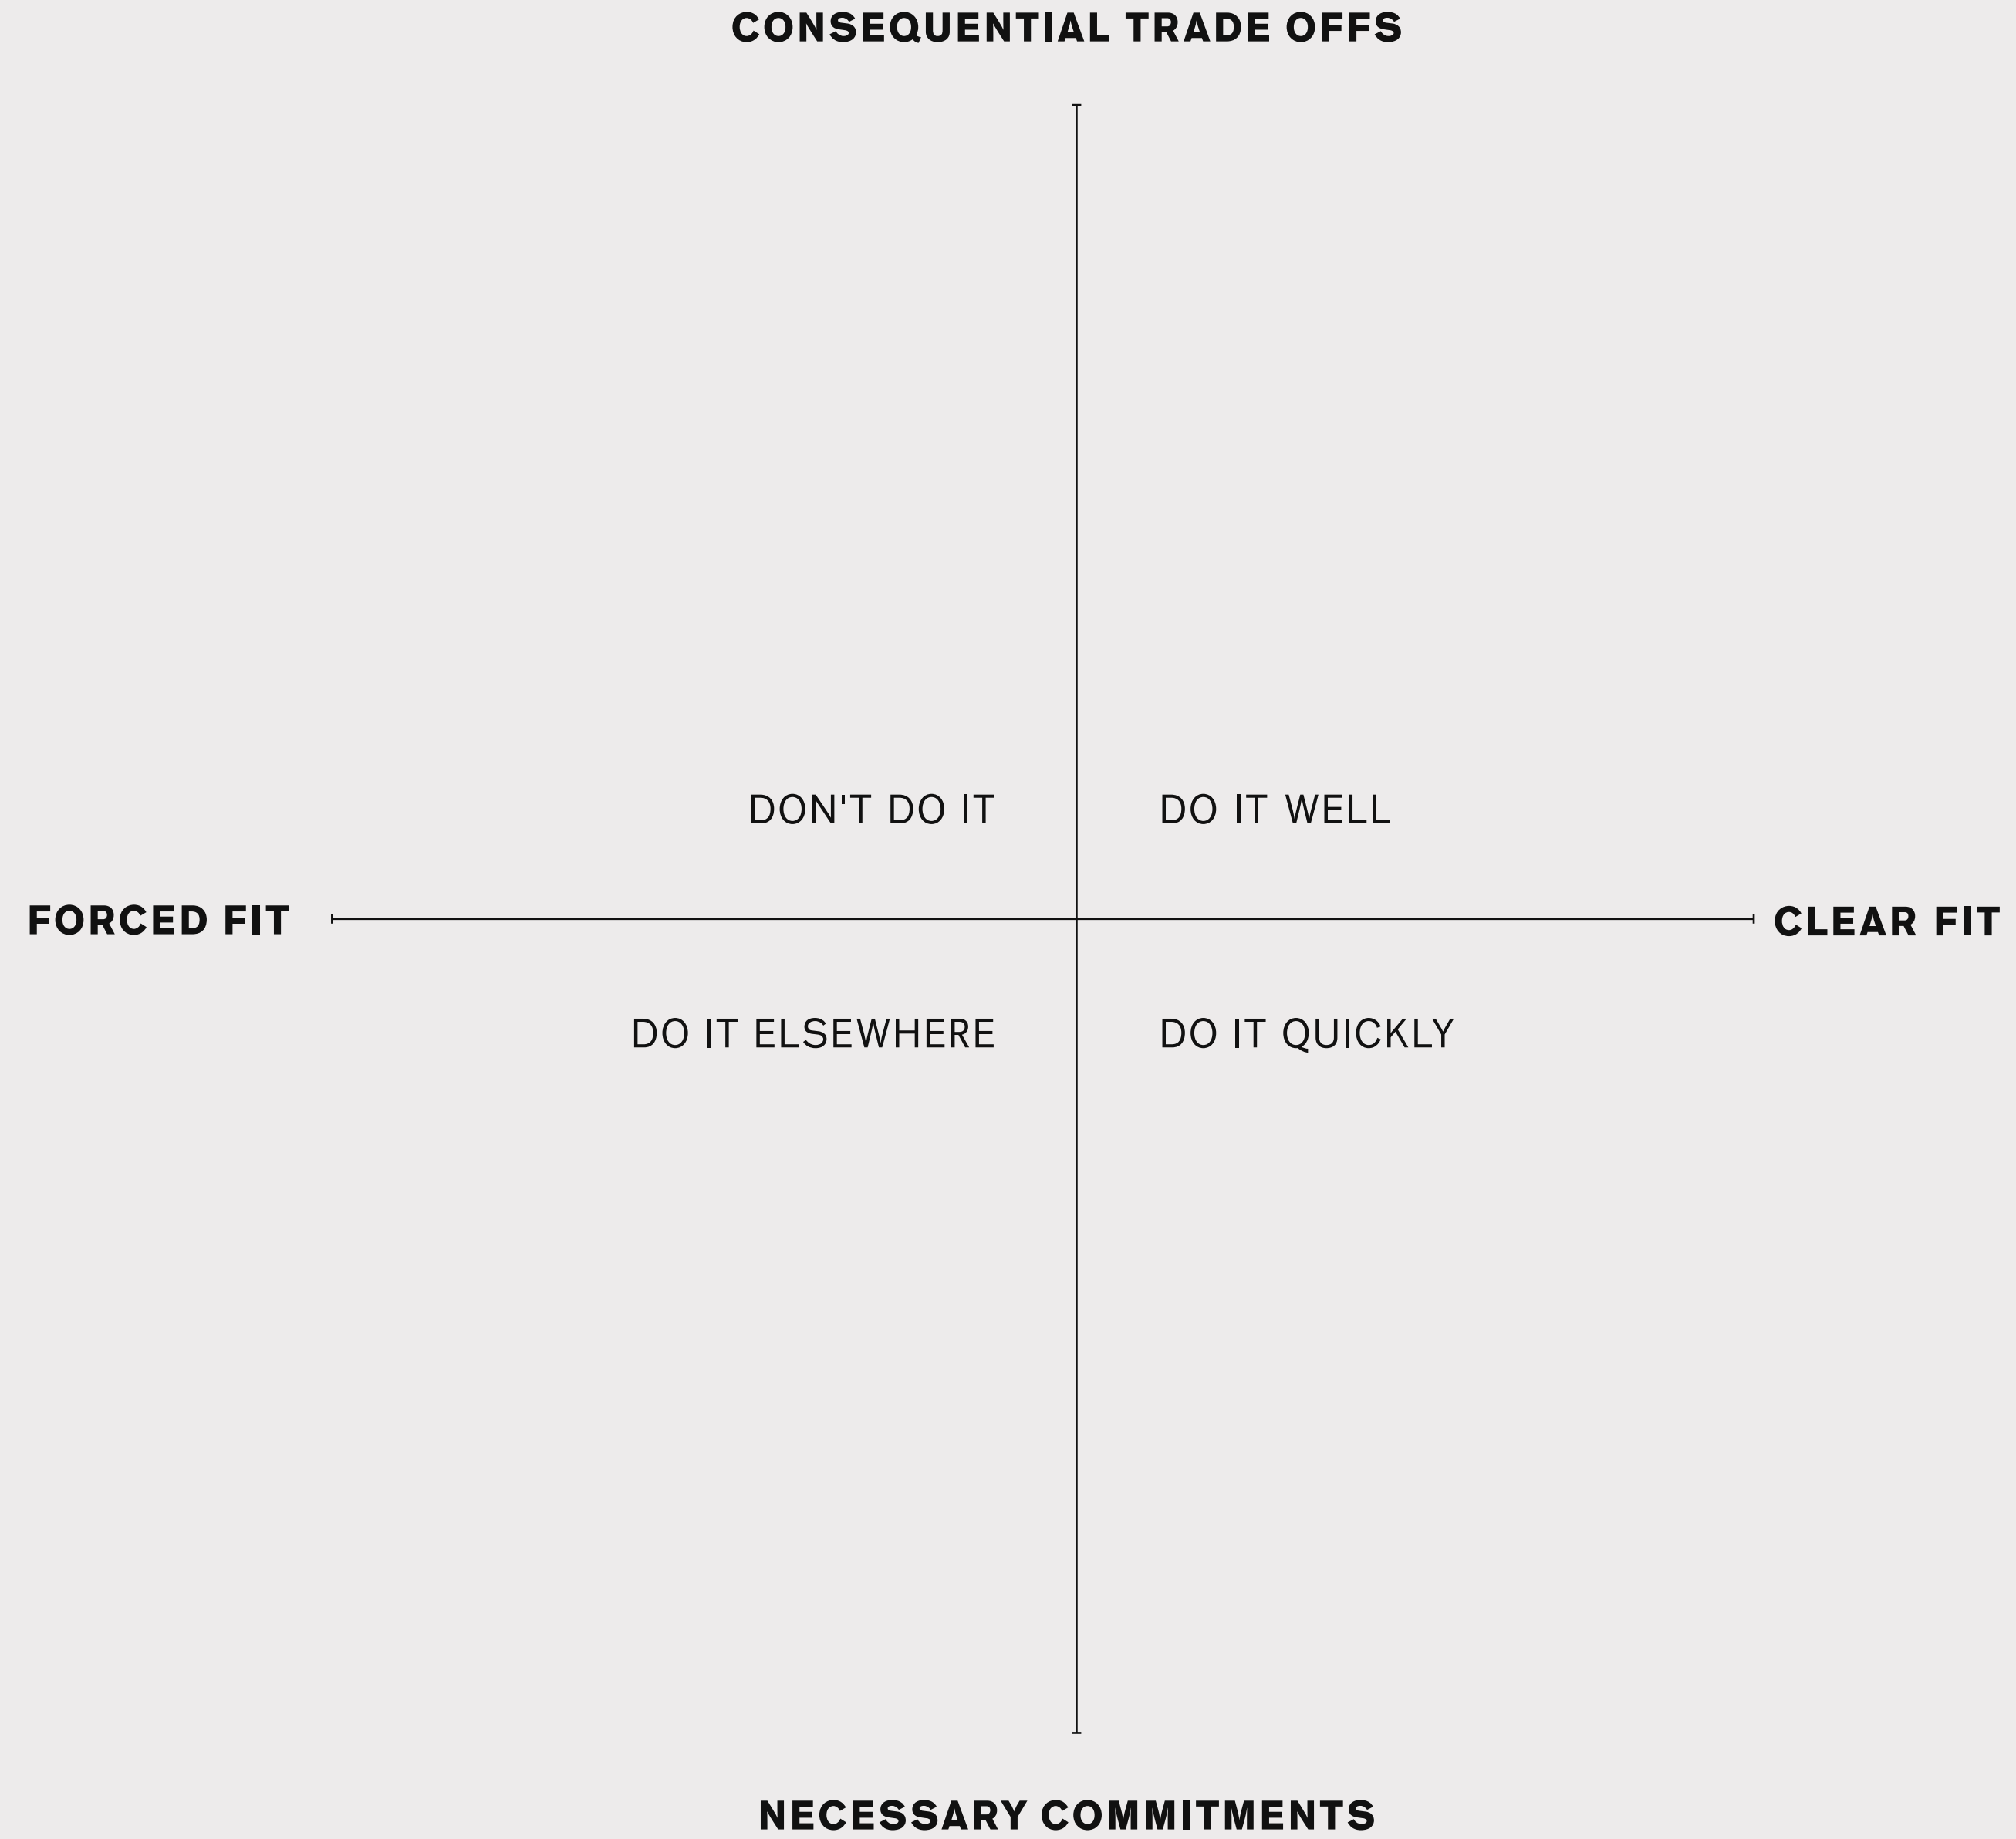 CONSEQUENTIAL TRADE OFFS
DON'T DO IT
DO IT WELL
FORCED FIT
CLEAR FIT
DO IT ELSEWHERE
DO IT QUICKLY
NECESSARY COMMITMENTS